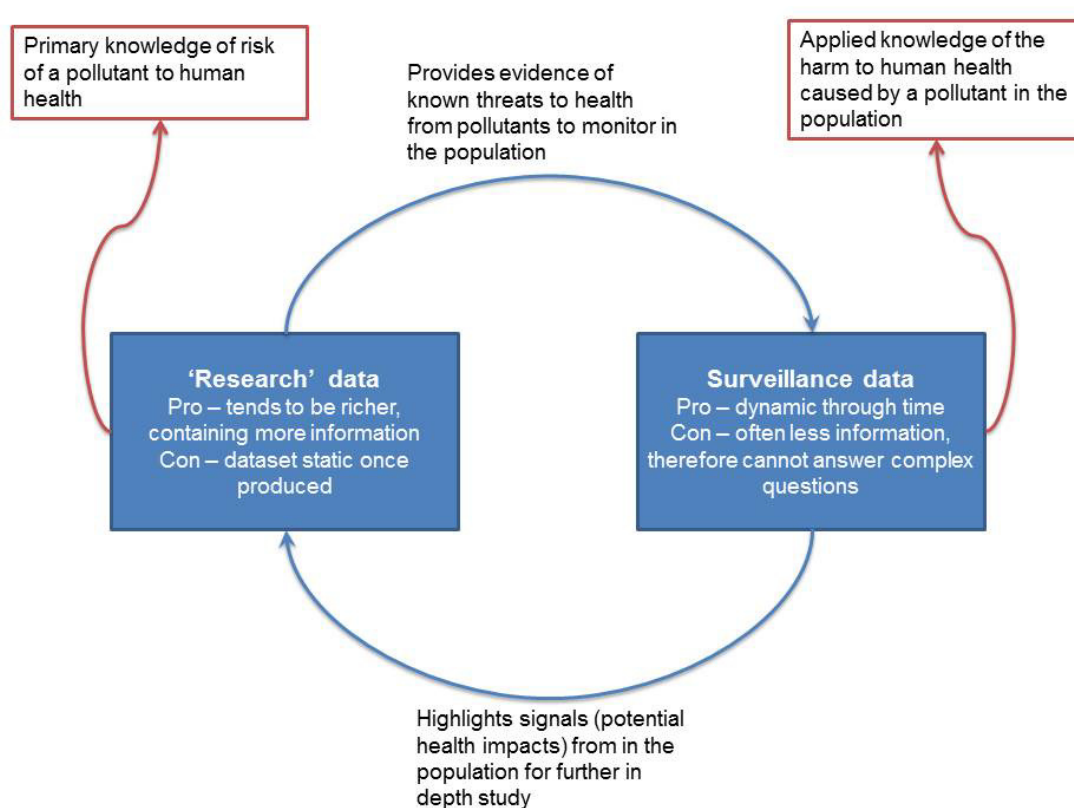 Primary knowledge of risk
of a pollutant to human
health
Provides evidence of
known threats to health
from pollutants to monitor in
the population
Applied knowledge of the
harm to human health
caused by a pollutant in the
population
‘Research’ data
Pro – tends to be richer,
containing more information
Con – dataset static once
produced
Surveillance data
Pro – dynamic through time
Con – often less information,
therefore cannot answer complex
questions
Highlights signals (potential
health impacts) from in the
population for further in
depth study